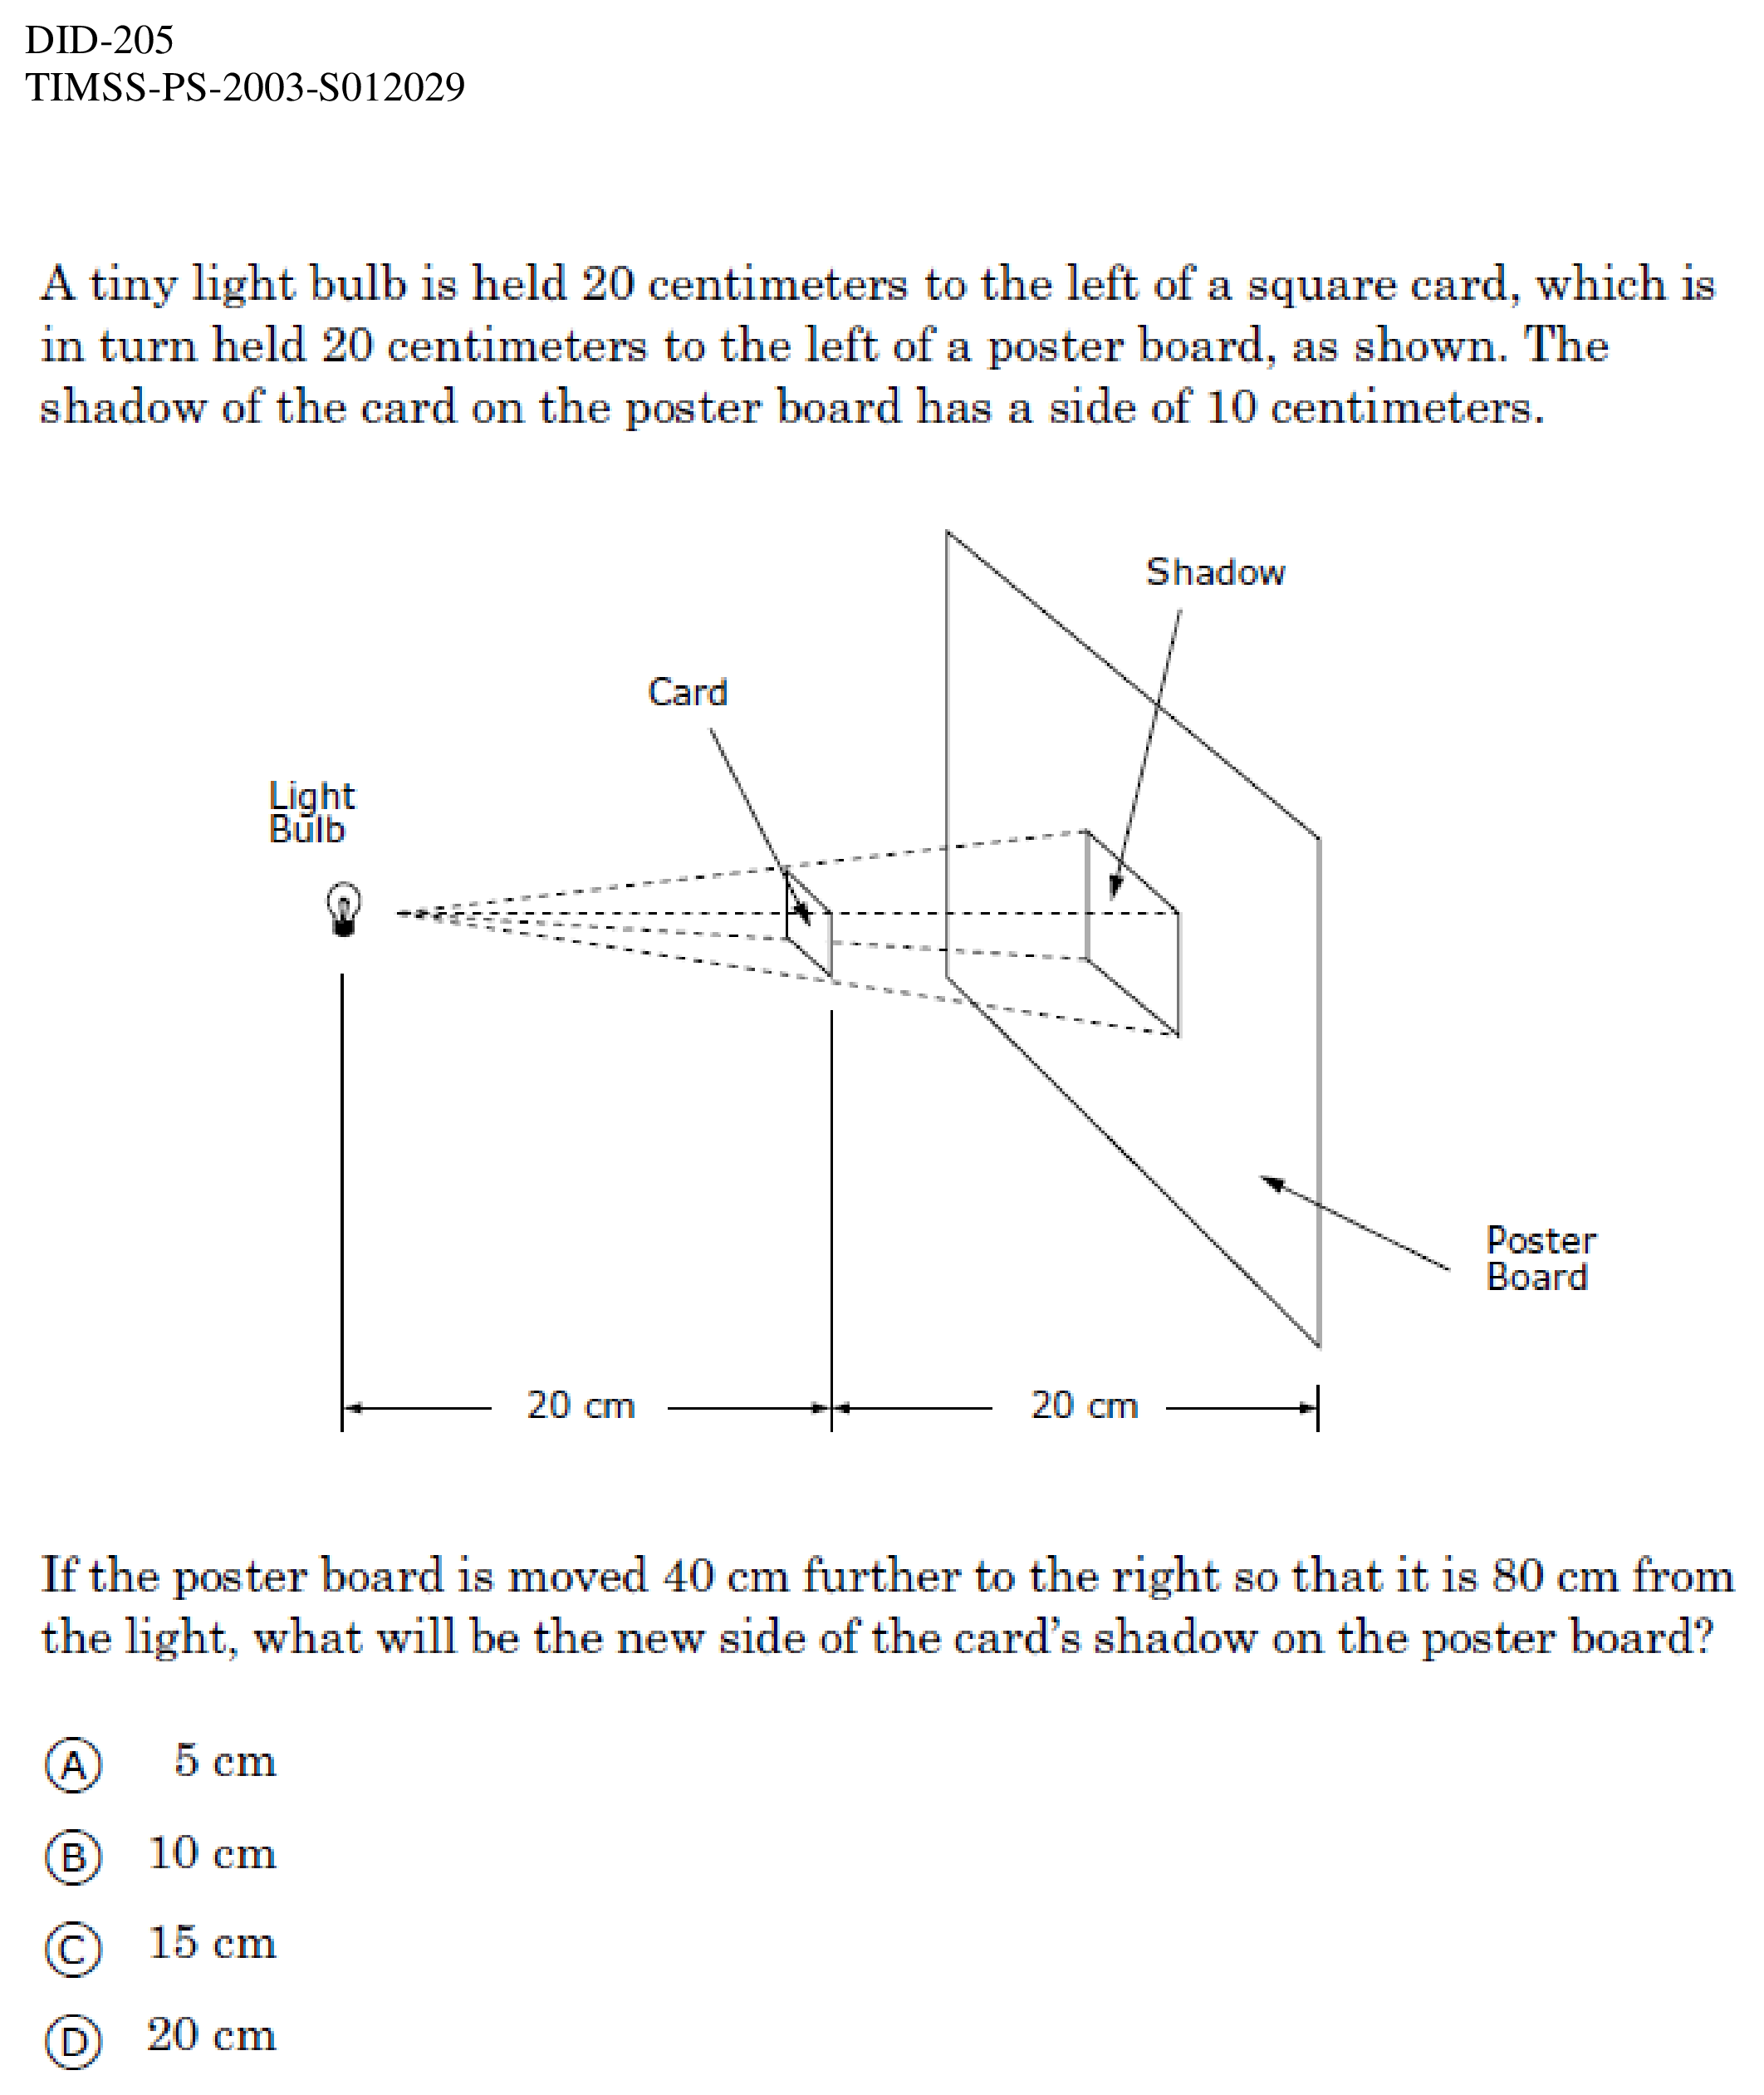 DID-205
TIMSS-PS-2003-S012029
A tiny light bulb is held 20 centimeters to the left of a square card, which is
in turn held 20 centimeters to the left of a poster board, as shown. The
shadow of the card on the poster board has a side of 10 centimeters.
Shadow
Card
Light
Bulb
Poster
Board
20 cm
20 cm
If the poster board is moved 40 cm further to the right so that it is 80 cm from
the light, what will be the new side of the card's shadow on the poster board?
A 5 cm
B 10 cm
C 15 cm
D 20 cm